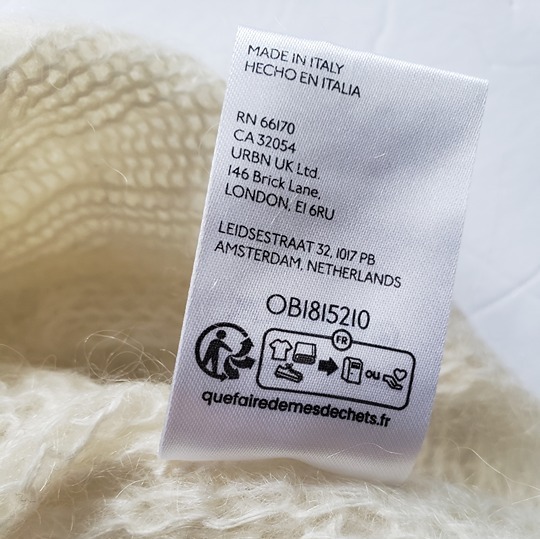 MADE IN ITALY
HECHO EN ITALIA
RN 66170
CA 32054
URBN UK Ltd.
146 Brick Lane,
LONDON, E1 6RU
LEIDSESTRAAT 32, 1017 PB
AMSTERDAM, NETHERLANDS
OB1815210
FR
ou
quefairedemesdechets.fr